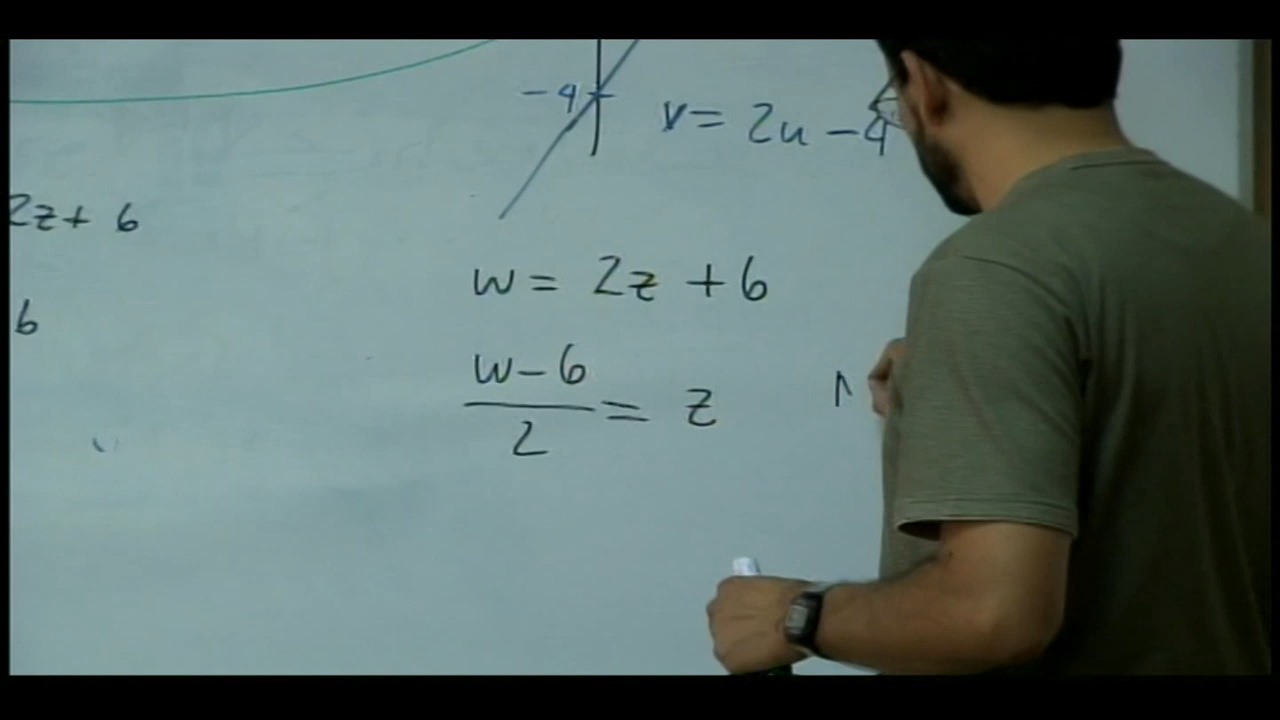 -4
v = 2u - 4
2z + 6
w = 2z + 6
6
w - 6
2
= z